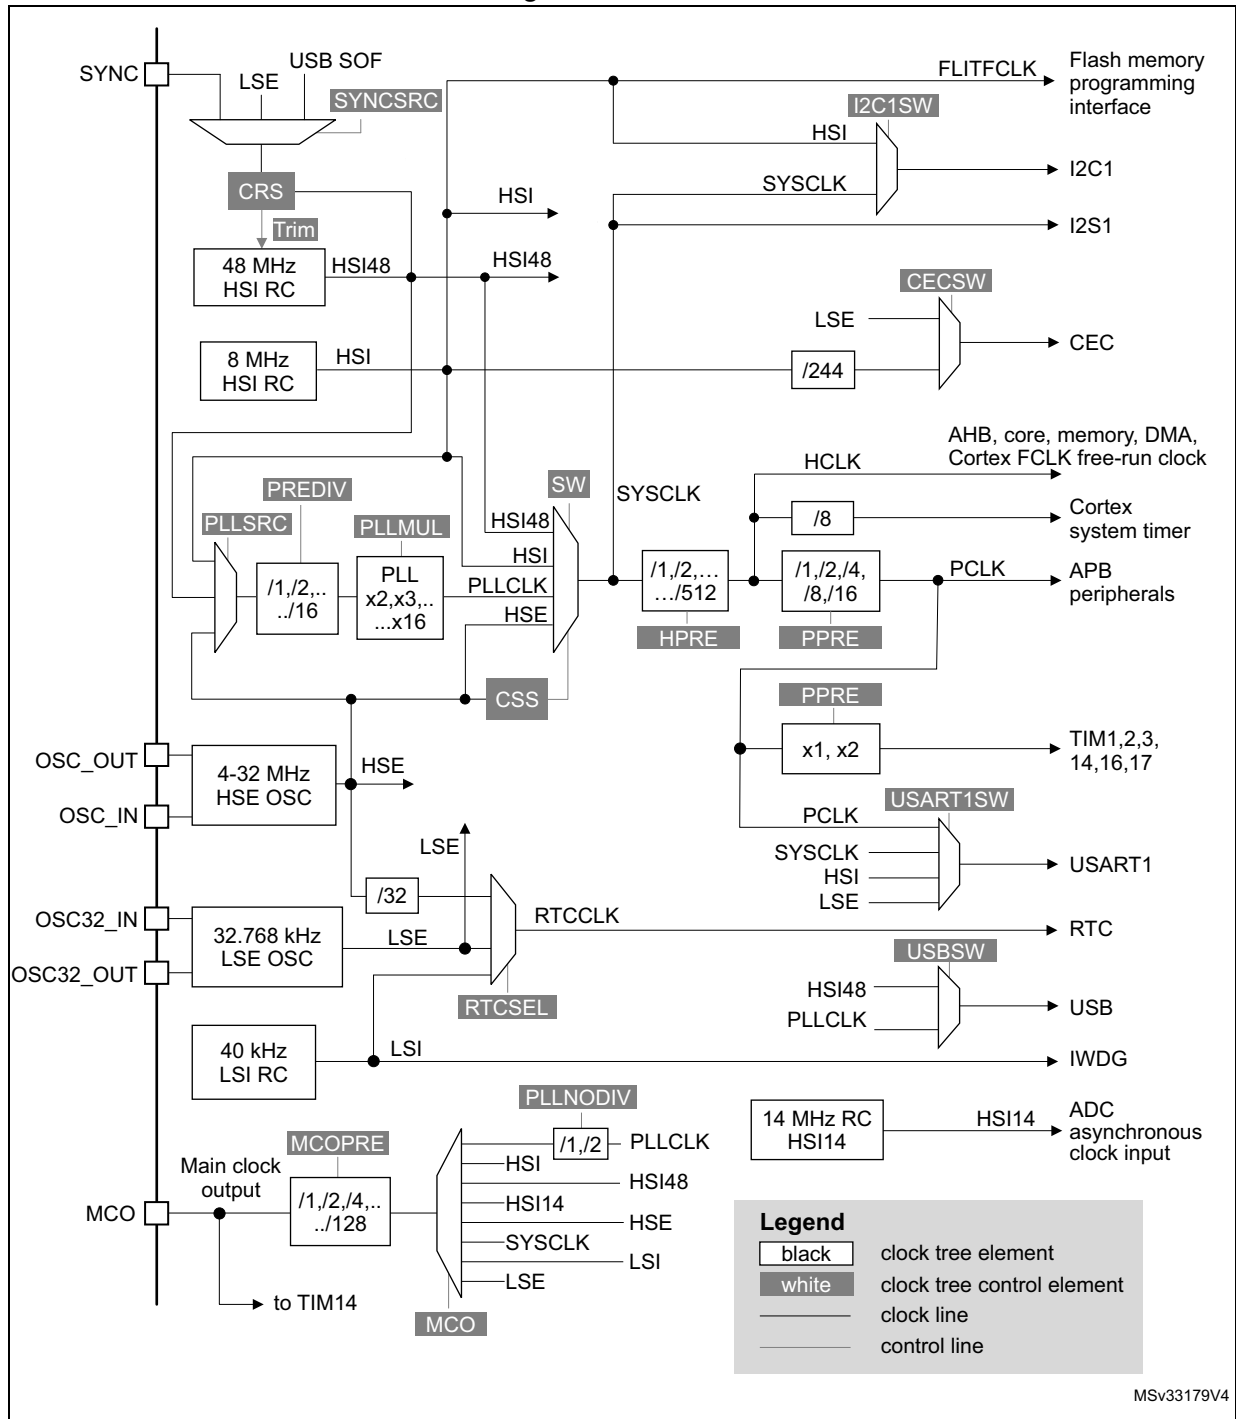 SYNC
LSE
USB SOF
SYNCSRC
CRS
Trim
48 MHz
HSI RC
HSI48
HSI
HSI48
8 MHz
HSI RC
HSI
FLITFCLK
Flash memory
programming
interface
I2C1SW
HSI
SYSCLK
I2C1
I2S1
CECSW
LSE
/244
CEC
AHB, core, memory, DMA,
Cortex FCLK free-run clock
HCLK
/8
Cortex
system timer
PLLSRC
PREDIV
/1,/2,..
../16
PLLMUL
PLL
x2,x3,..
...x16
SW
HSI48
HSI
PLLCLK
HSE
CSS
SYSCLK
/1,/2,...
.../512
HPRE
/1,/2,/4,
/8,/16
PPRE
PCLK
APB
peripherals
PPRE
x1, x2
TIM1,2,3,
14,16,17
OSC_OUT
OSC_IN
4-32 MHz
HSE OSC
HSE
USART1SW
PCLK
SYSCLK
HSI
LSE
USART1
LSE
/32
OSC32_IN
OSC32_OUT
32.768 kHz
LSE OSC
LSE
RTCCLK
RTC
RTCSEL
USBSW
HSI48
PLLCLK
USB
40 kHz
LSI RC
LSI
IWDG
14 MHz RC
HSI14
HSI14
ADC
asynchronous
clock input
PLLNODIV
/1,/2
PLLCLK
HSI
HSI48
HSI14
HSE
SYSCLK
LSI
LSE
MCO
MCOPRE
/1,/2,/4,..
../128
Main clock
output
MCO
to TIM14
Legend
black
clock tree element
white
clock tree control element
clock line
control line
MSv33179V4